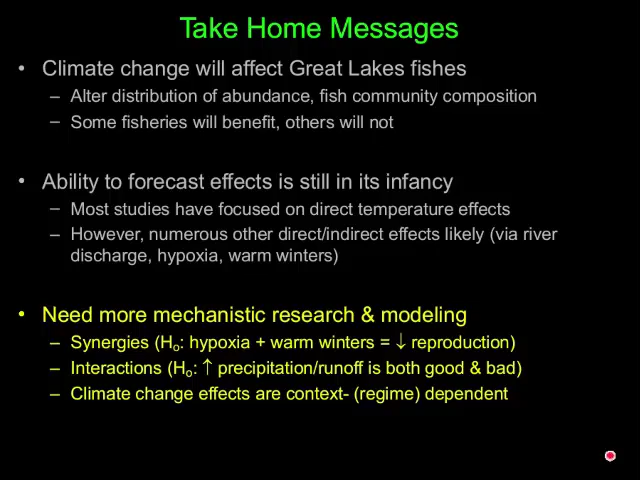 Take Home Messages
• Climate change will affect Great Lakes fishes
– Alter distribution of abundance, fish community composition
– Some fisheries will benefit, others will not
• Ability to forecast effects is still in its infancy
– Most studies have focused on direct temperature effects
– However, numerous other direct/indirect effects likely (via river
discharge, hypoxia, warm winters)
• Need more mechanistic research & modeling
– Synergies (Ho: hypoxia + warm winters = ↓ reproduction)
– Interactions (Ho: ↑ precipitation/runoff is both good & bad)
– Climate change effects are context- (regime) dependent